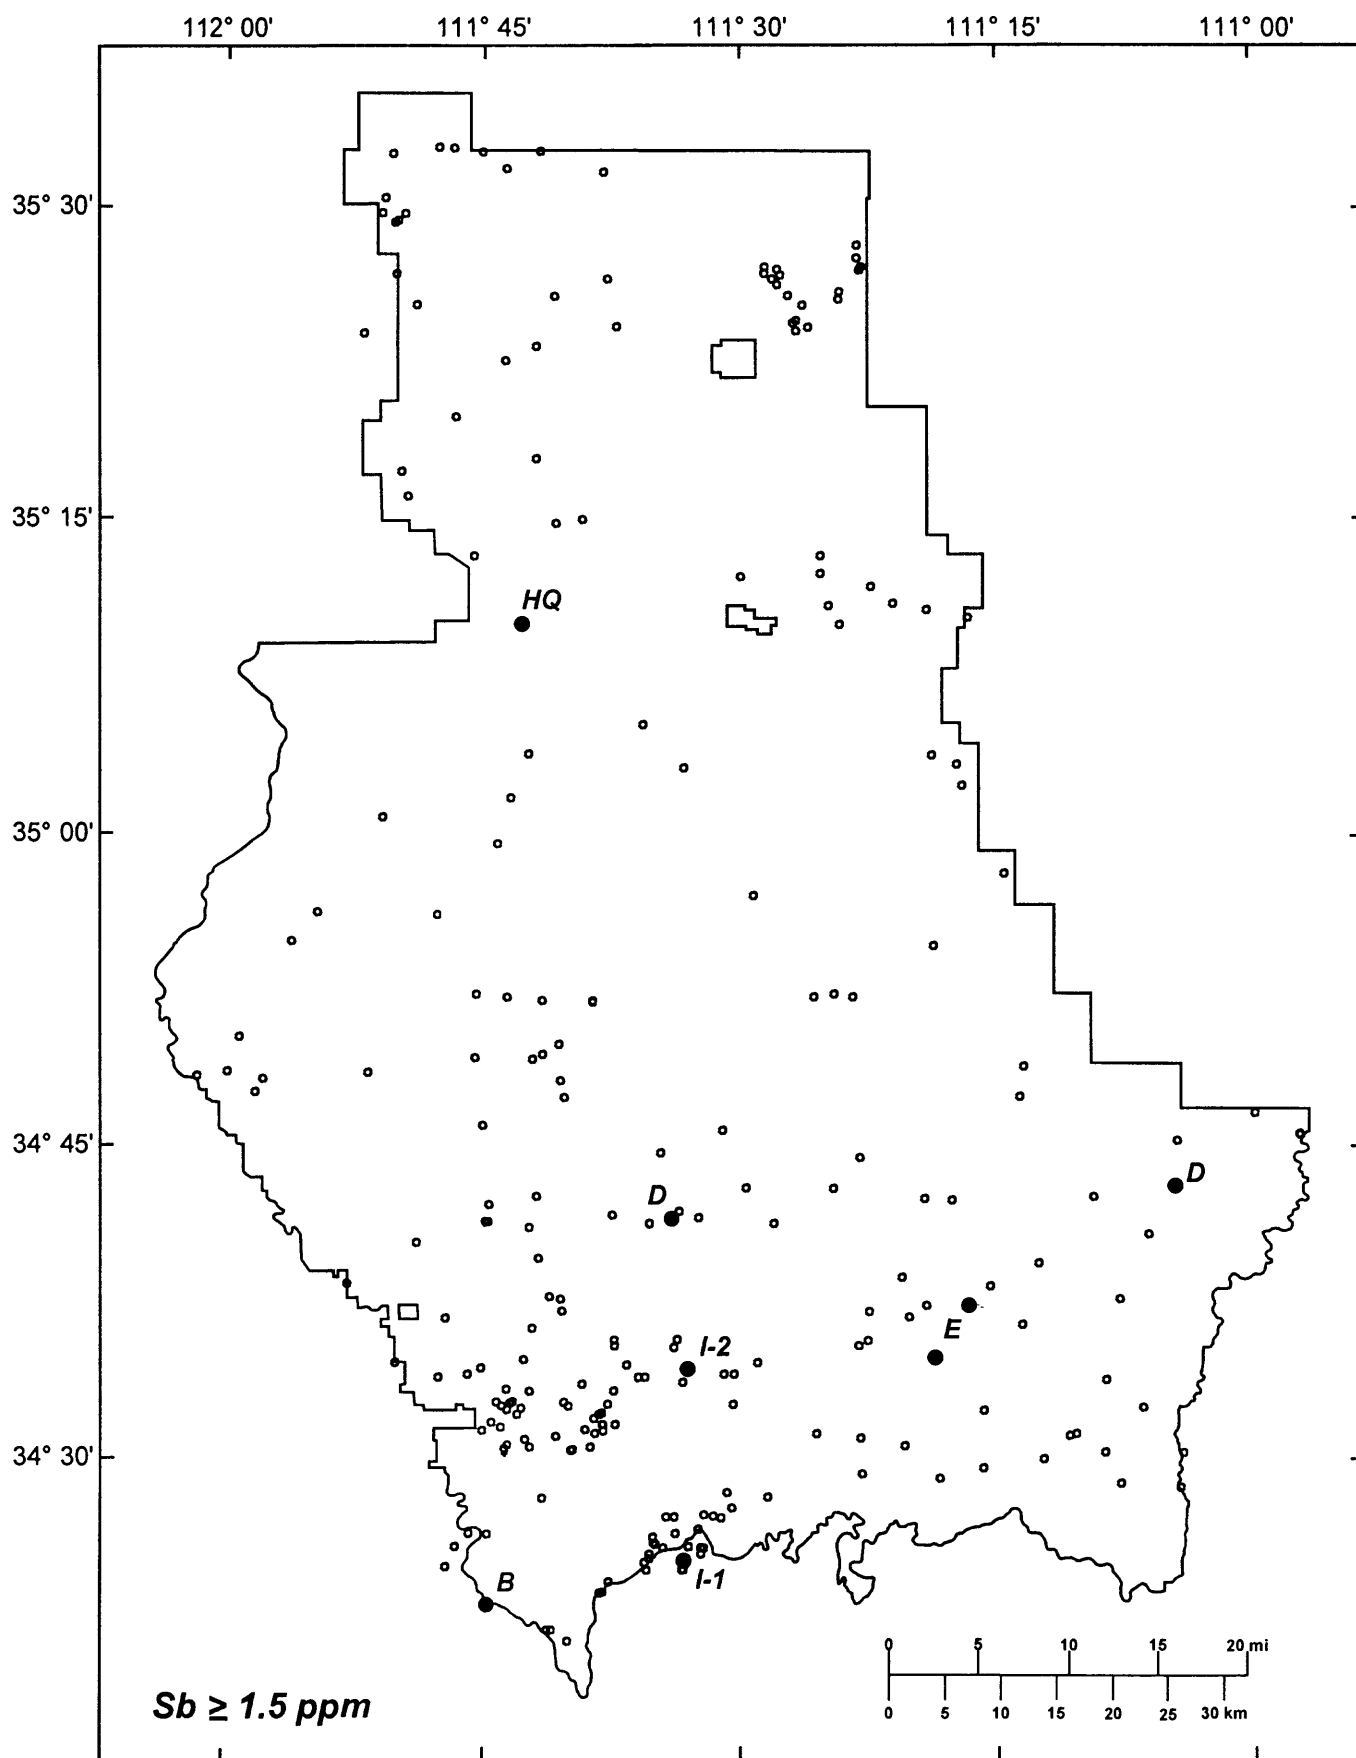 112° 00' 111° 45' 111° 30' 111° 15' 111° 00'
35° 30'
35° 15'
HQ
35° 00'
34° 45'
D
D
E
I-2
34° 30'
I-1
B
0 5 10 15 20 mi
0 5 10 15 20 25 30 km
Sb ≥ 1.5 ppm